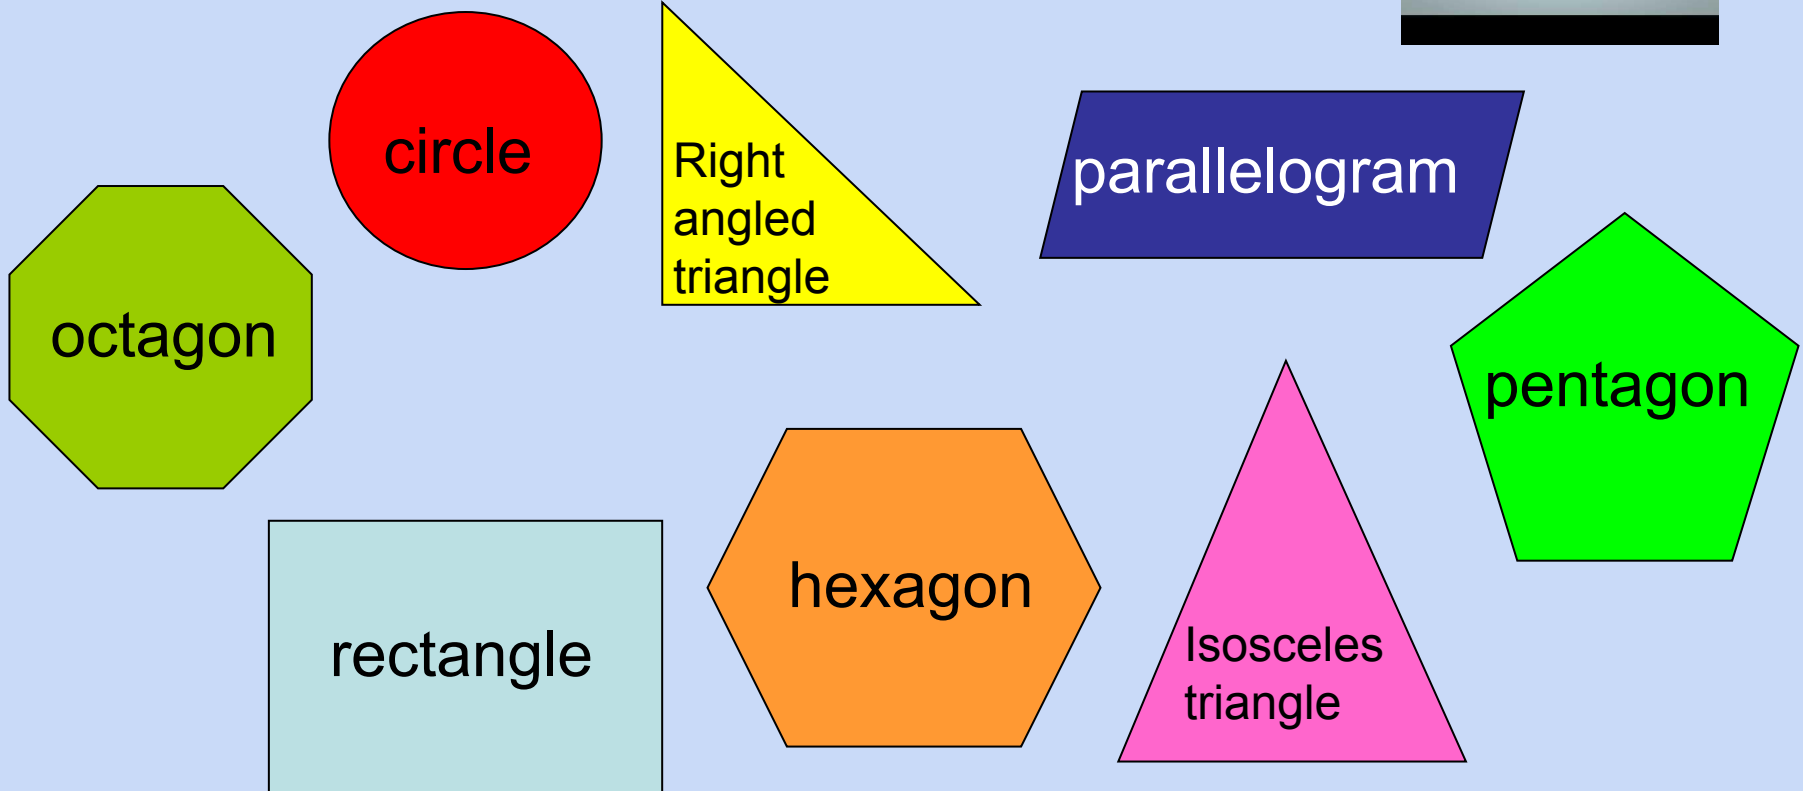 circle
Right
angled
triangle
parallelogram
octagon
pentagon
hexagon
rectangle
Isosceles
triangle